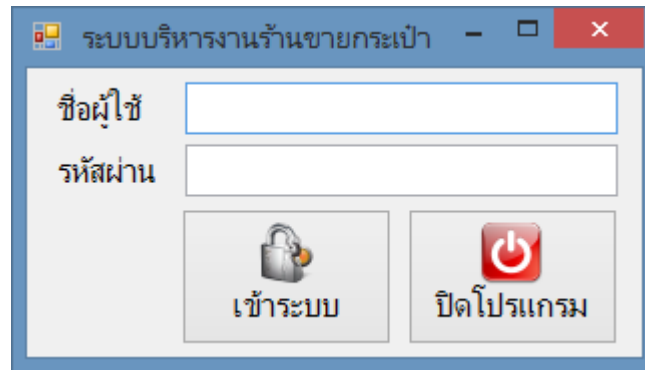 ระบบบริหารงานร้านขายกระเป๋า
ชื่อผู้ใช้
รหัสผ่าน
เข้าระบบ
ปิดโปรแกรม